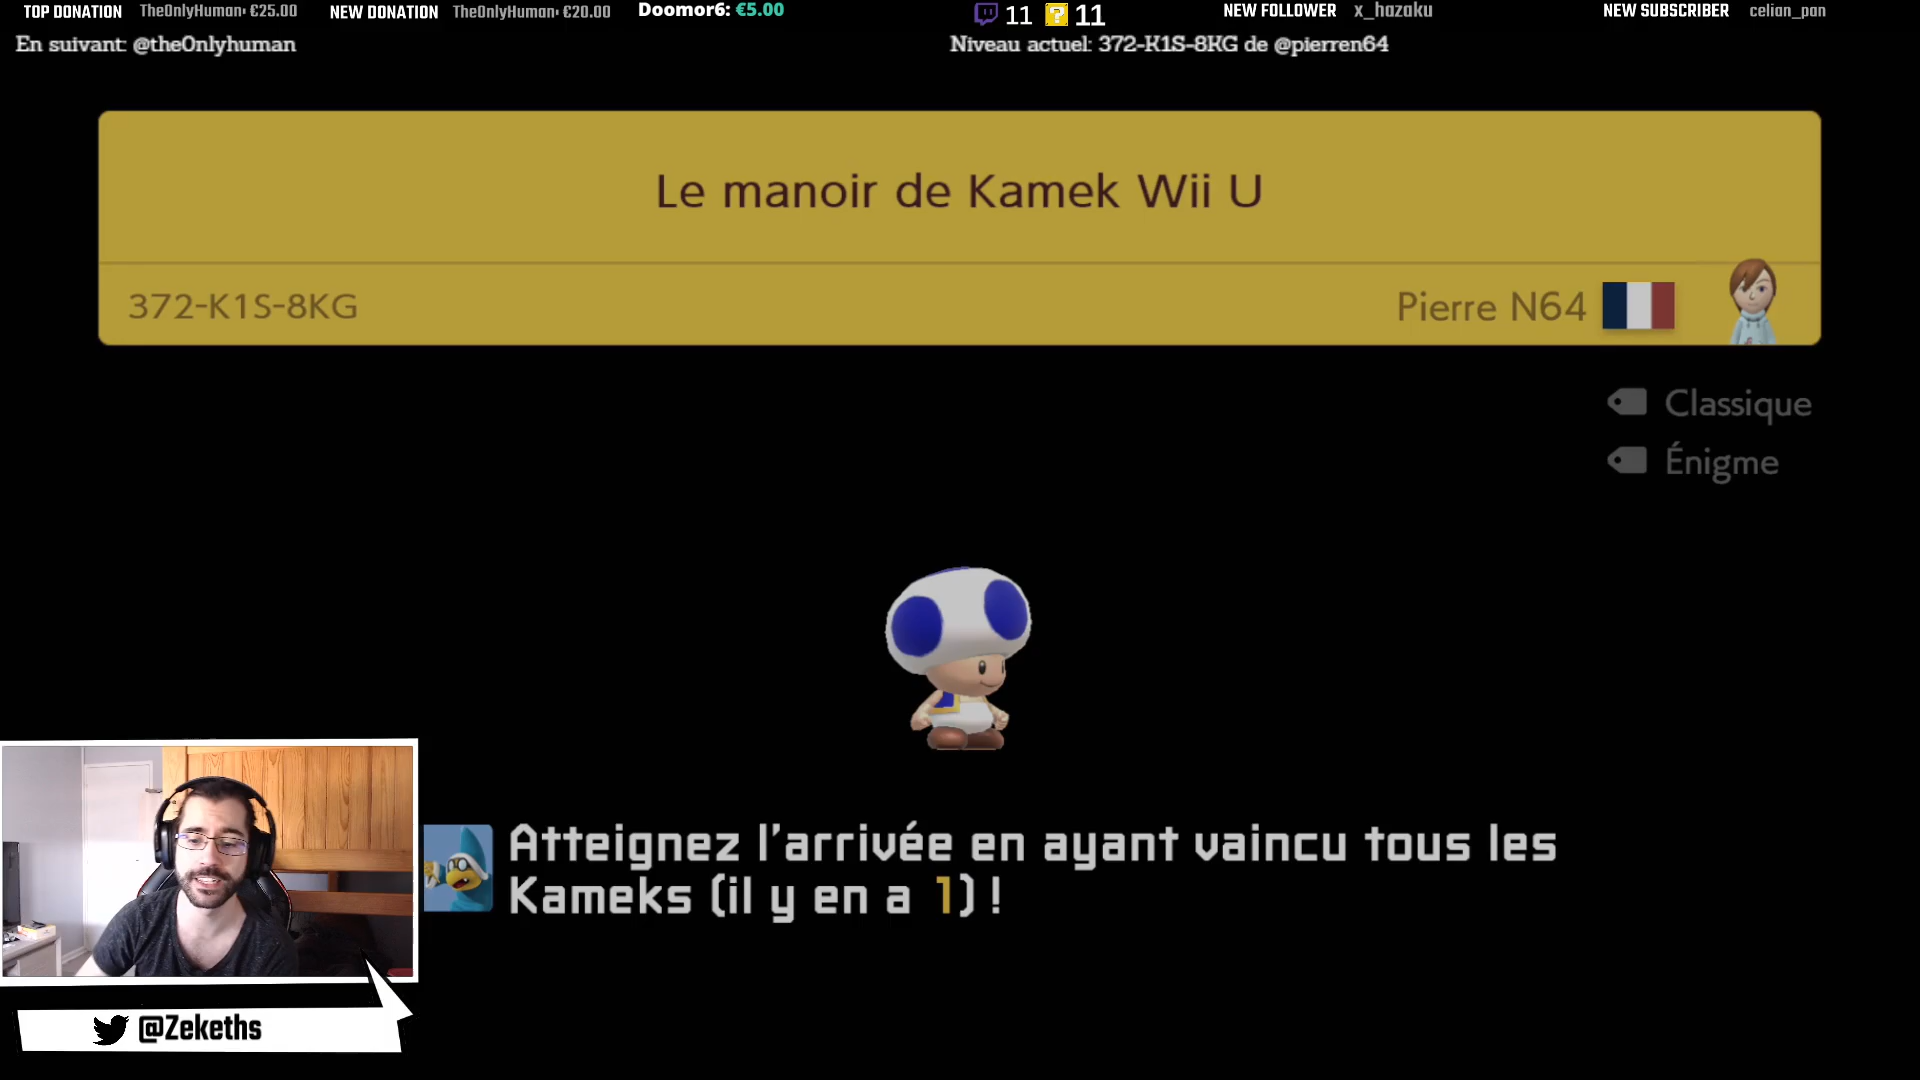 TOP DONATION TheOnlyHuman: €25.00 NEW DONATION TheOnlyHuman: €20.00 Doomor6: €5.00 11 ? 11 NEW FOLLOWER x_hazaku NEW SUBSCRIBER celian_pan
En suivant: @theOnlyhuman Niveau actuel: 372-K1S-8KG de @pierren64
Le manoir de Kamek Wii U
372-K1S-8KG Pierre N64
Classique
Énigme
Atteignez l'arrivée en ayant vaincu tous les
Kameks (il y en a 1) !
@Zekeths